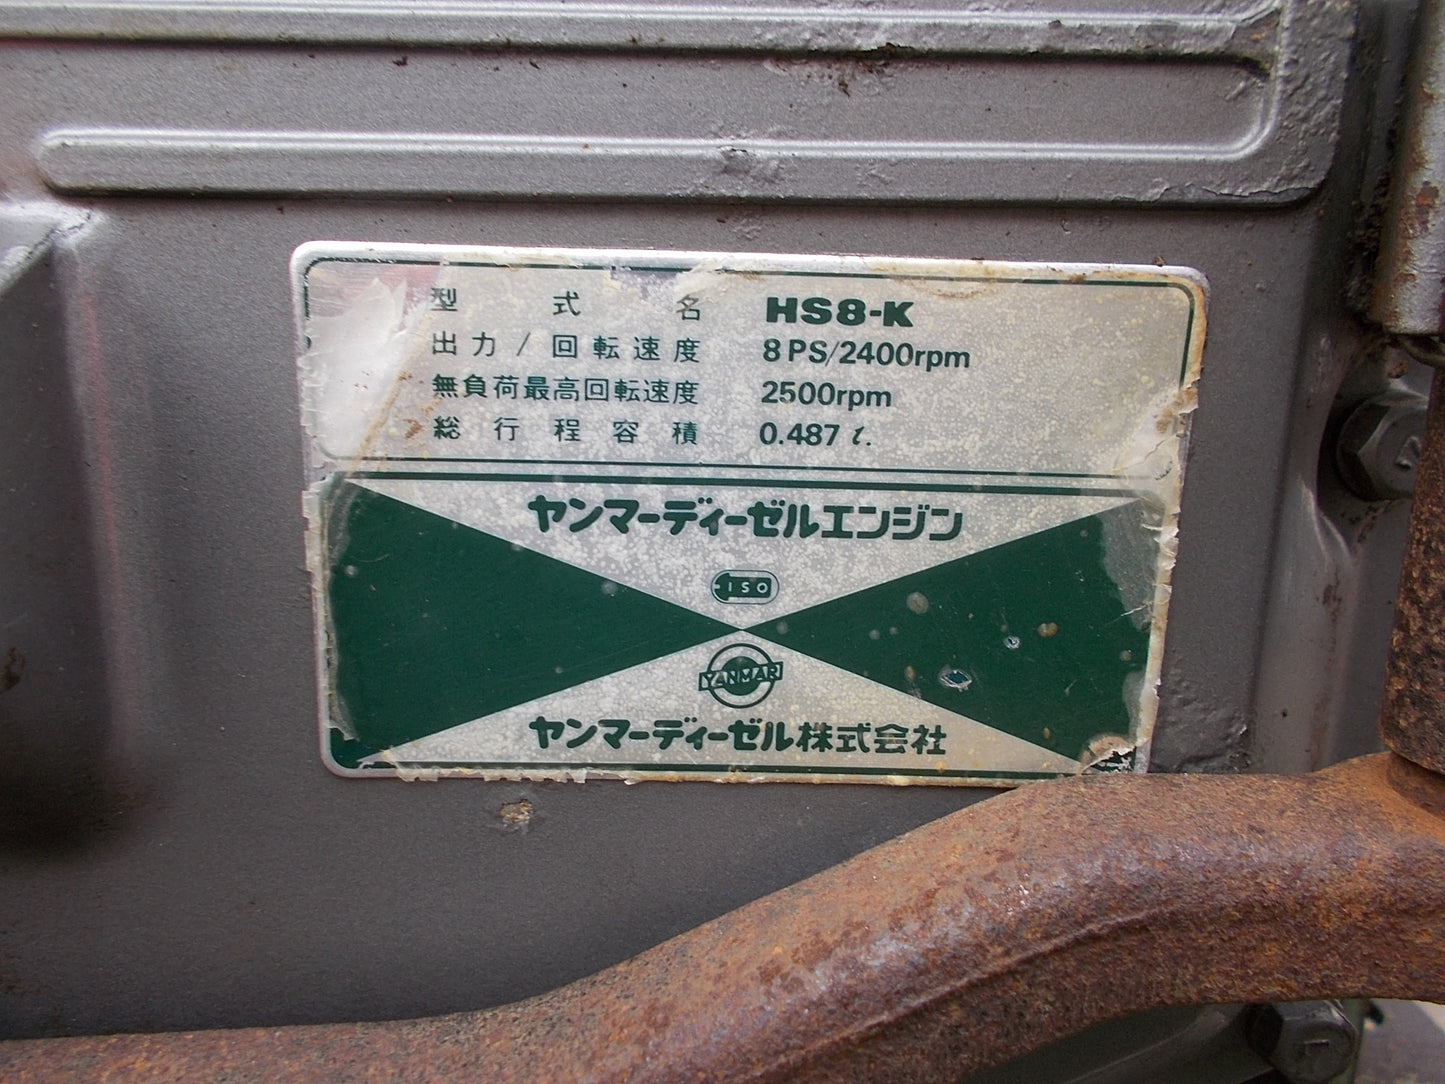 型式名 HS8-K
出力/回転速度 8PS/2400rpm
無負荷最高回転速度 2500rpm
総行程容積 0.487 ℓ.
ヤンマーディーゼルエンジン
ISO
YANMAR
ヤンマーディーゼル株式会社